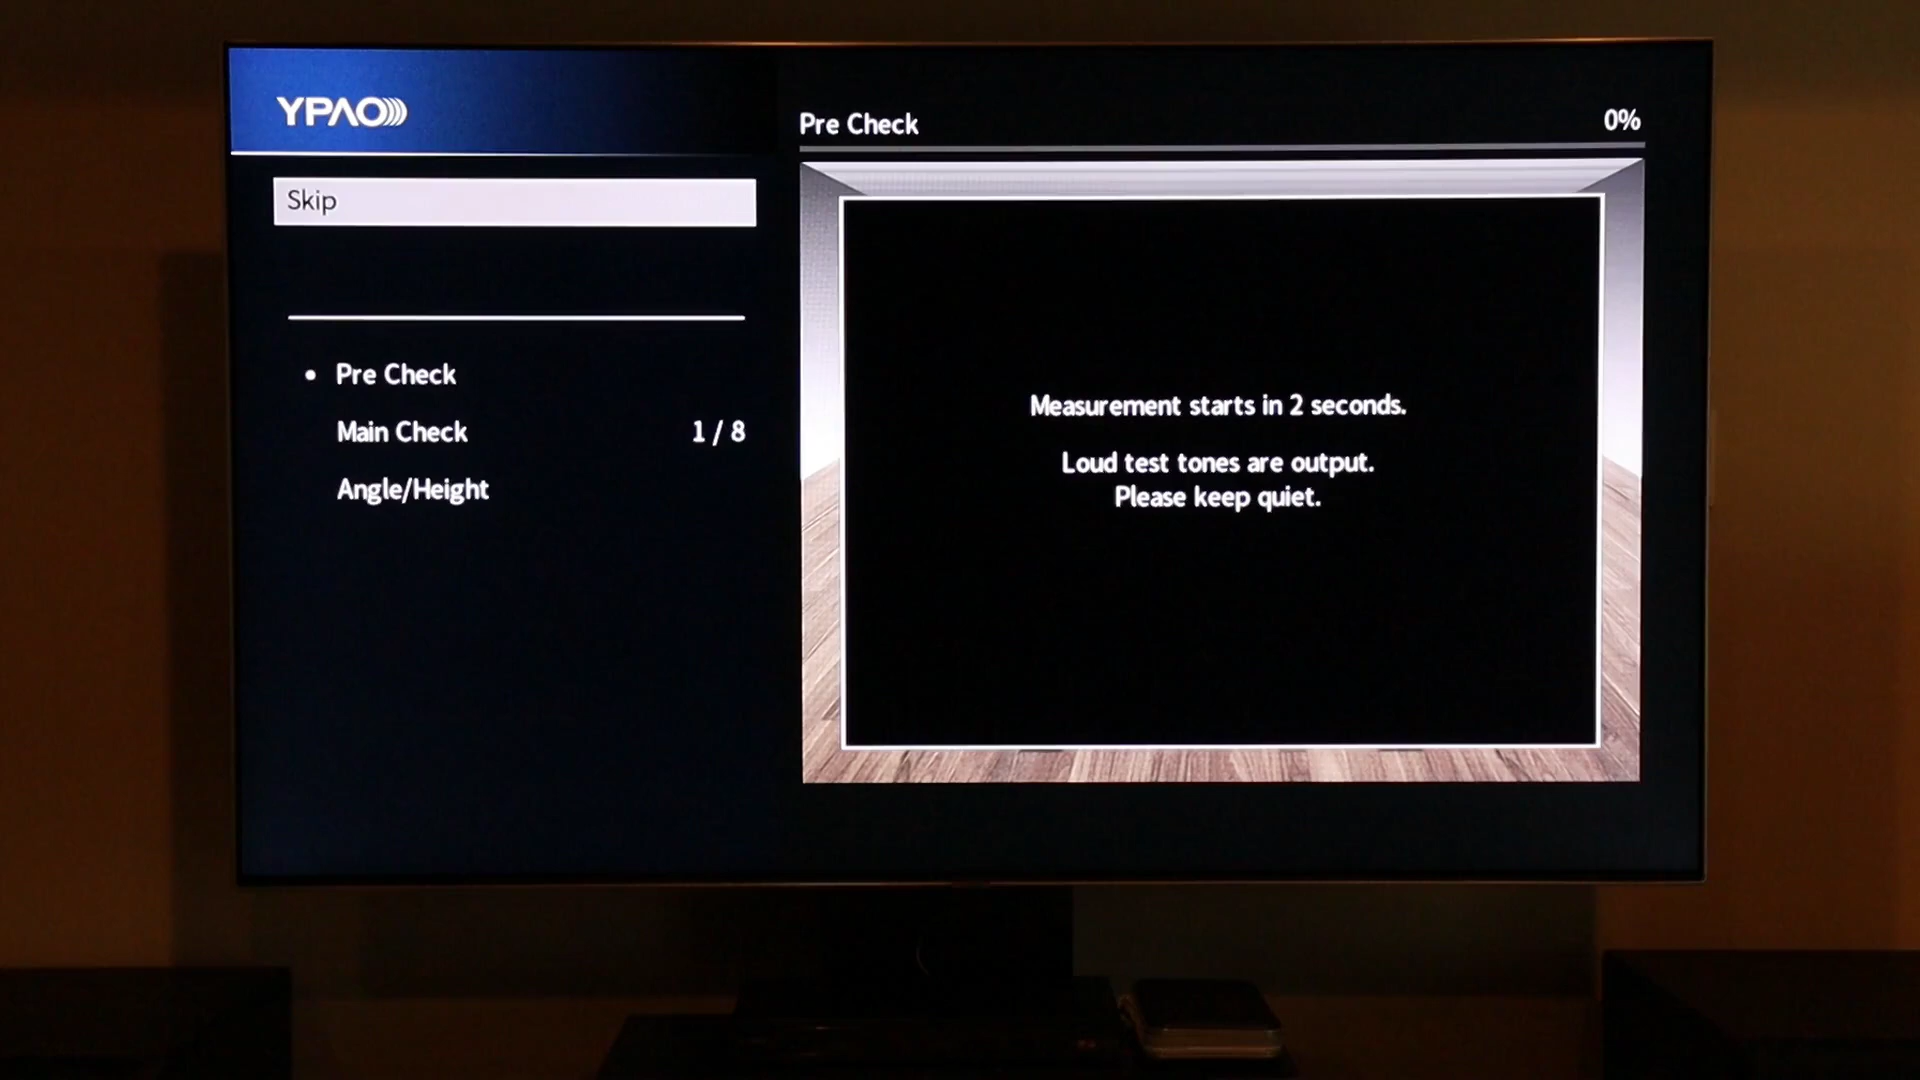 YPAO
Skip
Pre Check
Main Check 1 / 8
Angle/Height
Pre Check 0%
Measurement starts in 2 seconds.
Loud test tones are output.
Please keep quiet.